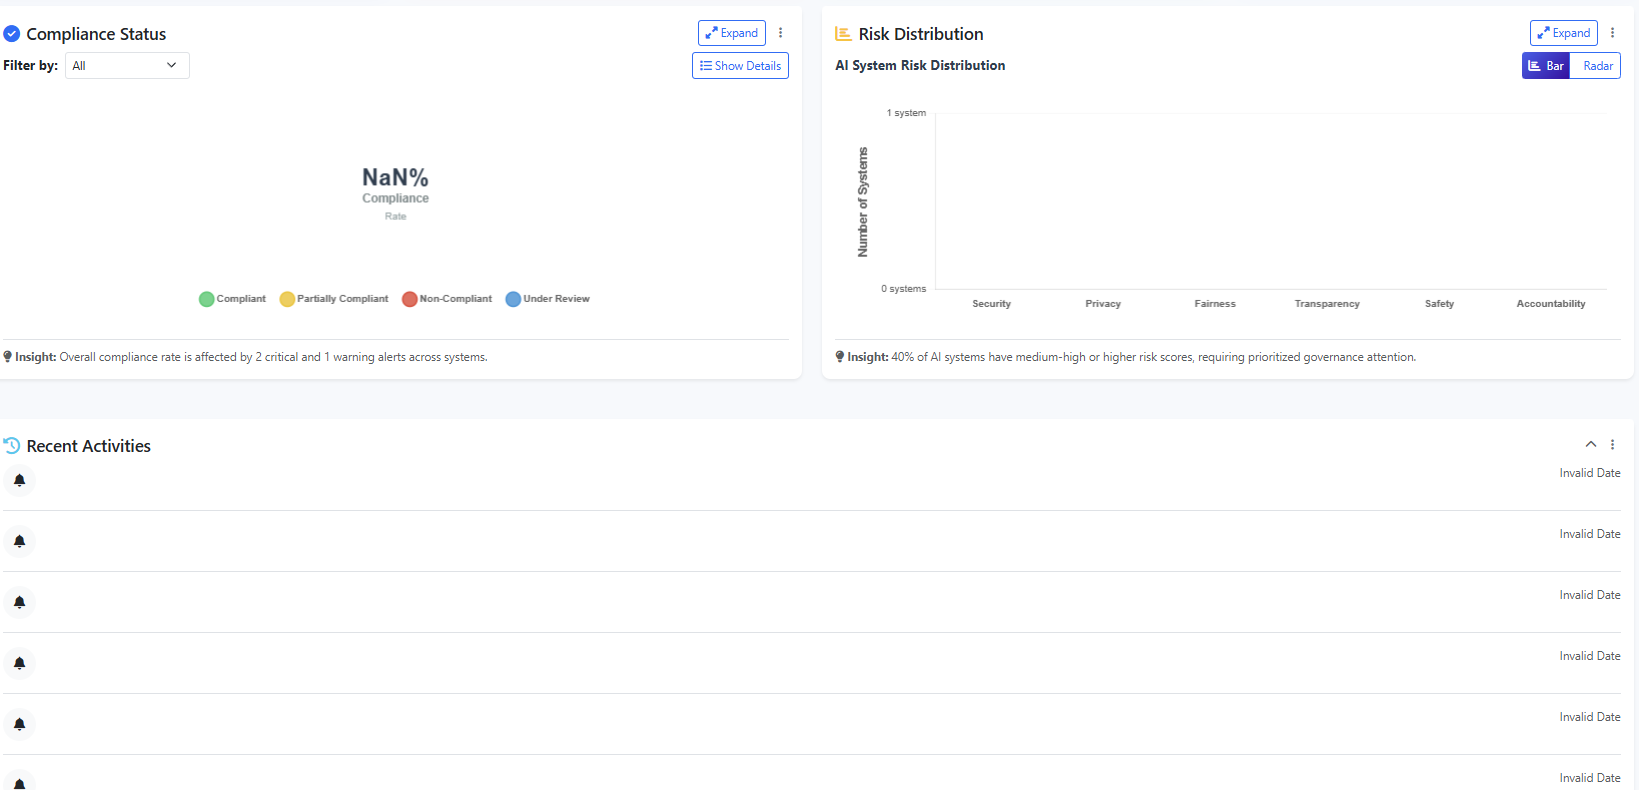 Compliance Status
Expand
Filter by:
All
Show Details
NaN%
Compliance
Rate
Compliant
Partially Compliant
Non-Compliant
Under Review
Insight: Overall compliance rate is affected by 2 critical and 1 warning alerts across systems.
Risk Distribution
Expand
AI System Risk Distribution
Bar
Radar
1 system
Number of Systems
0 systems
Security
Privacy
Fairness
Transparency
Safety
Accountability
Insight: 40% of AI systems have medium-high or higher risk scores, requiring prioritized governance attention.
Recent Activities
Invalid Date
Invalid Date
Invalid Date
Invalid Date
Invalid Date
Invalid Date